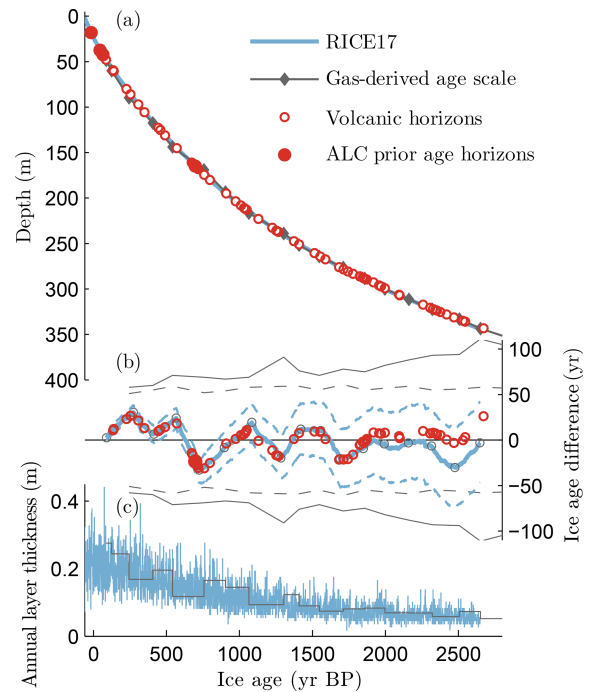 (a)
RICE17
Gas-derived age scale
Volcanic horizons
ALC prior age horizons
0
50
100
150
200
250
300
350
400
Depth (m)
(b)
100
50
0
−50
−100
Ice age difference (yr)
(c)
0.4
0.2
0
Annual layer thickness (m)
0 500 1000 1500 2000 2500
Ice age (yr BP)